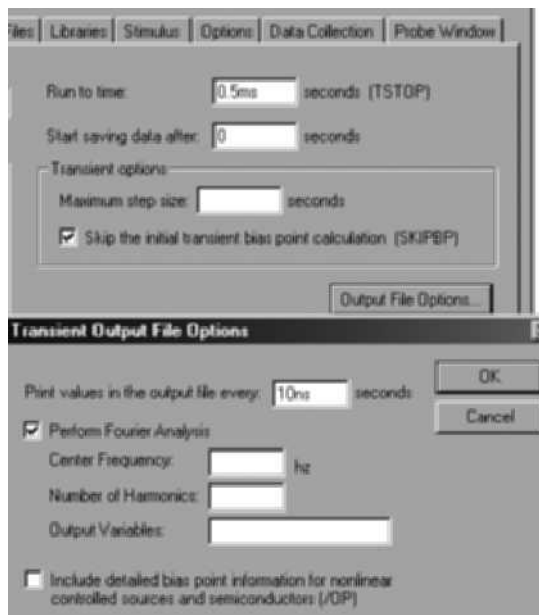 Files Libraries Stimulus Options Data Collection Probe Window
Run to time: 0.5ms seconds (TSTOP)
Start saving data after: 0 seconds
Transient options
Maximum step size: seconds
Skip the initial transient bias point calculation (SKIPBP)
Output File Options...
Transient Output File Options
Print values in the output file every: 10ns seconds
OK
Cancel
Perform Fourier Analysis
Center Frequency: hz
Number of Harmonics:
Output Variables:
Include detailed bias point information for nonlinear
controlled sources and semiconductors (/OP)